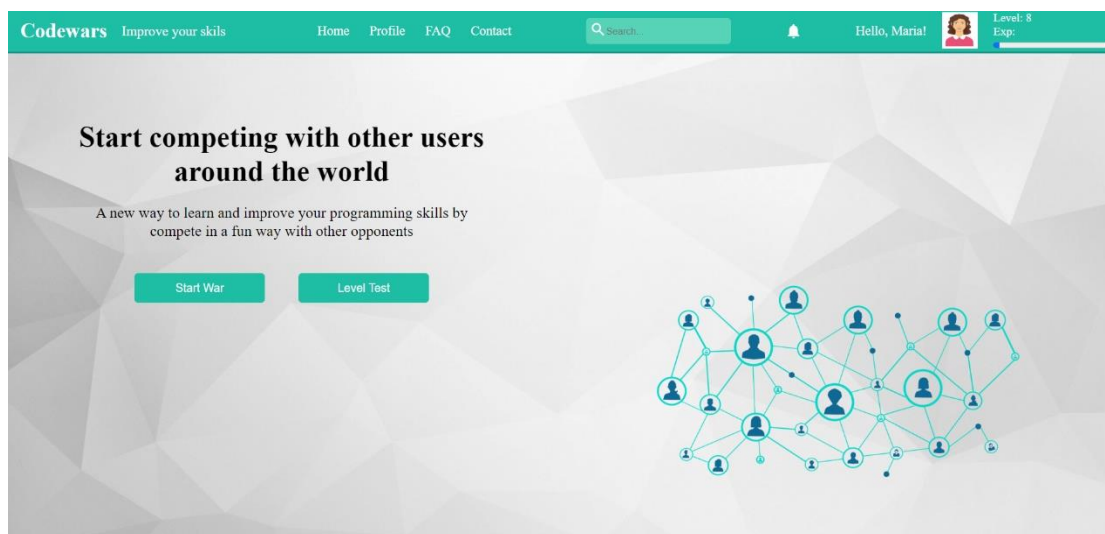 Codewars Improve your skils Home Profile FAQ Contact Search... Hello, Maria! Level: 8
Exp:
Start competing with other users
around the world
A new way to learn and improve your programming skills by
compete in a fun way with other opponents
Start War Level Test